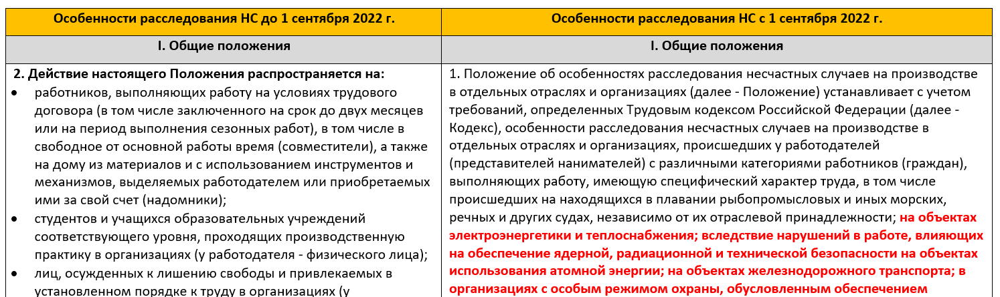 Особенности расследования НС до 1 сентября 2022 г.
Особенности расследования НС с 1 сентября 2022 г.
I. Общие положения
I. Общие положения
2. Действие настоящего Положения распространяется на:
• работников, выполняющих работу на условиях трудового
договора (в том числе заключенного на срок до двух месяцев
или на период выполнения сезонных работ), в том числе в
свободное от основной работы время (совместители), а также
на дому из материалов и с использованием инструментов и
механизмов, выделяемых работодателем или приобретаемых
ими за свой счет (надомники);
• студентов и учащихся образовательных учреждений
соответствующего уровня, проходящих производственную
практику в организациях (у работодателя - физического лица);
• лиц, осужденных к лишению свободы и привлекаемых в
установленном порядке к труду в организациях (у
1. Положение об особенностях расследования несчастных случаев на производстве
в отдельных отраслях и организациях (далее - Положение) устанавливает с учетом
требований, определенных Трудовым кодексом Российской Федерации (далее -
Кодекс), особенности расследования несчастных случаев на производстве в
отдельных отраслях и организациях, происшедших у работодателей
(представителей нанимателей) с различными категориями работников (граждан),
выполняющих работу, имеющую специфический характер труда, в том числе
происшедших на находящихся в плавании рыбопромысловых и иных морских,
речных и других судах, независимо от их отраслевой принадлежности; на объектах
электроэнергетики и теплоснабжения; вследствие нарушений в работе, влияющих
на обеспечение ядерной, радиационной и технической безопасности на объектах
использования атомной энергии; на объектах железнодорожного транспорта; в
организациях с особым режимом охраны, обусловленным обеспечением